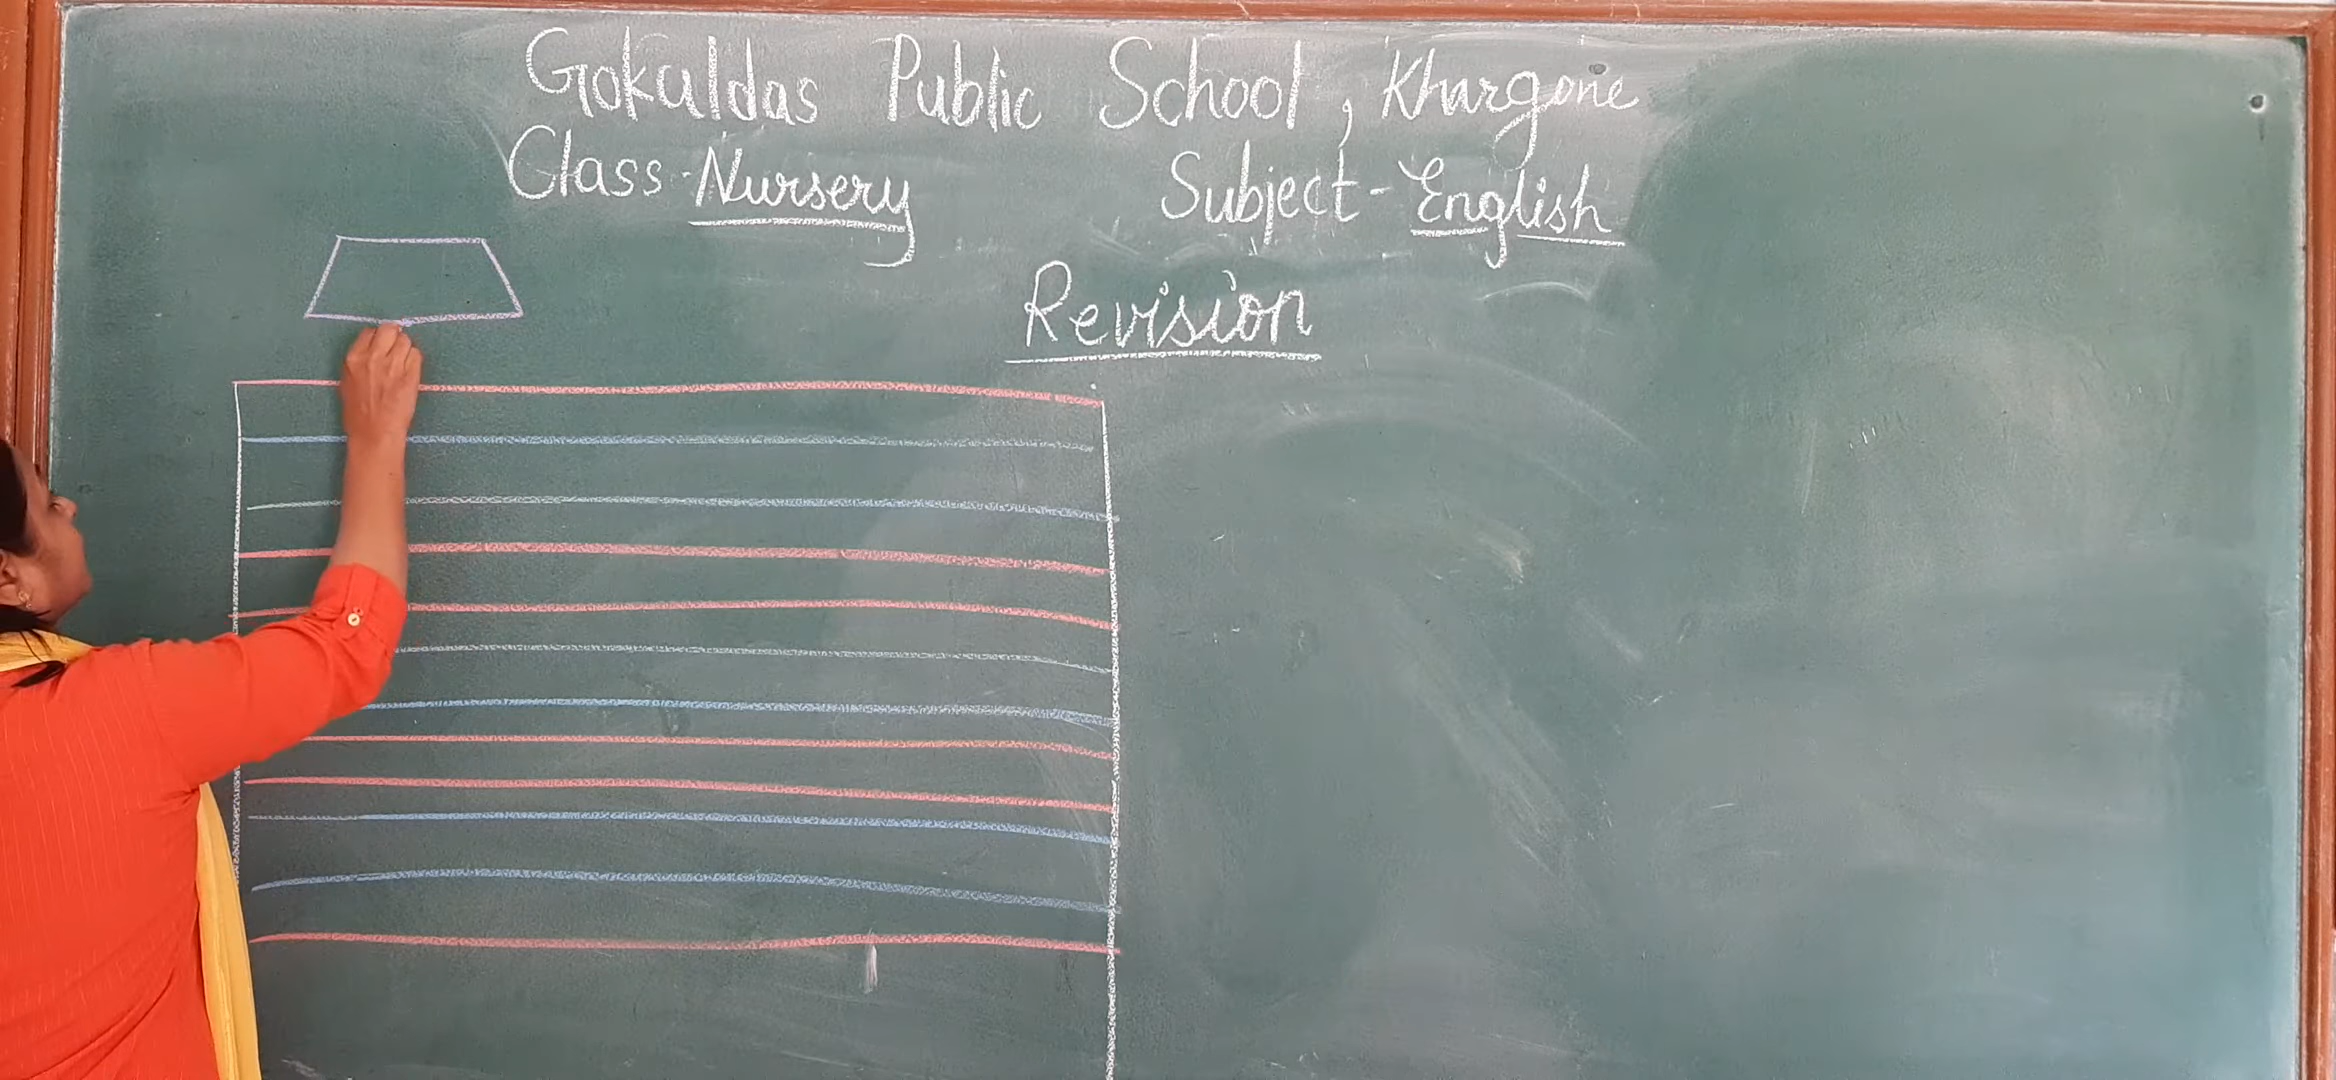 Gokuldas Public School, Khargone
Class-Nursery Subject-English
Revision